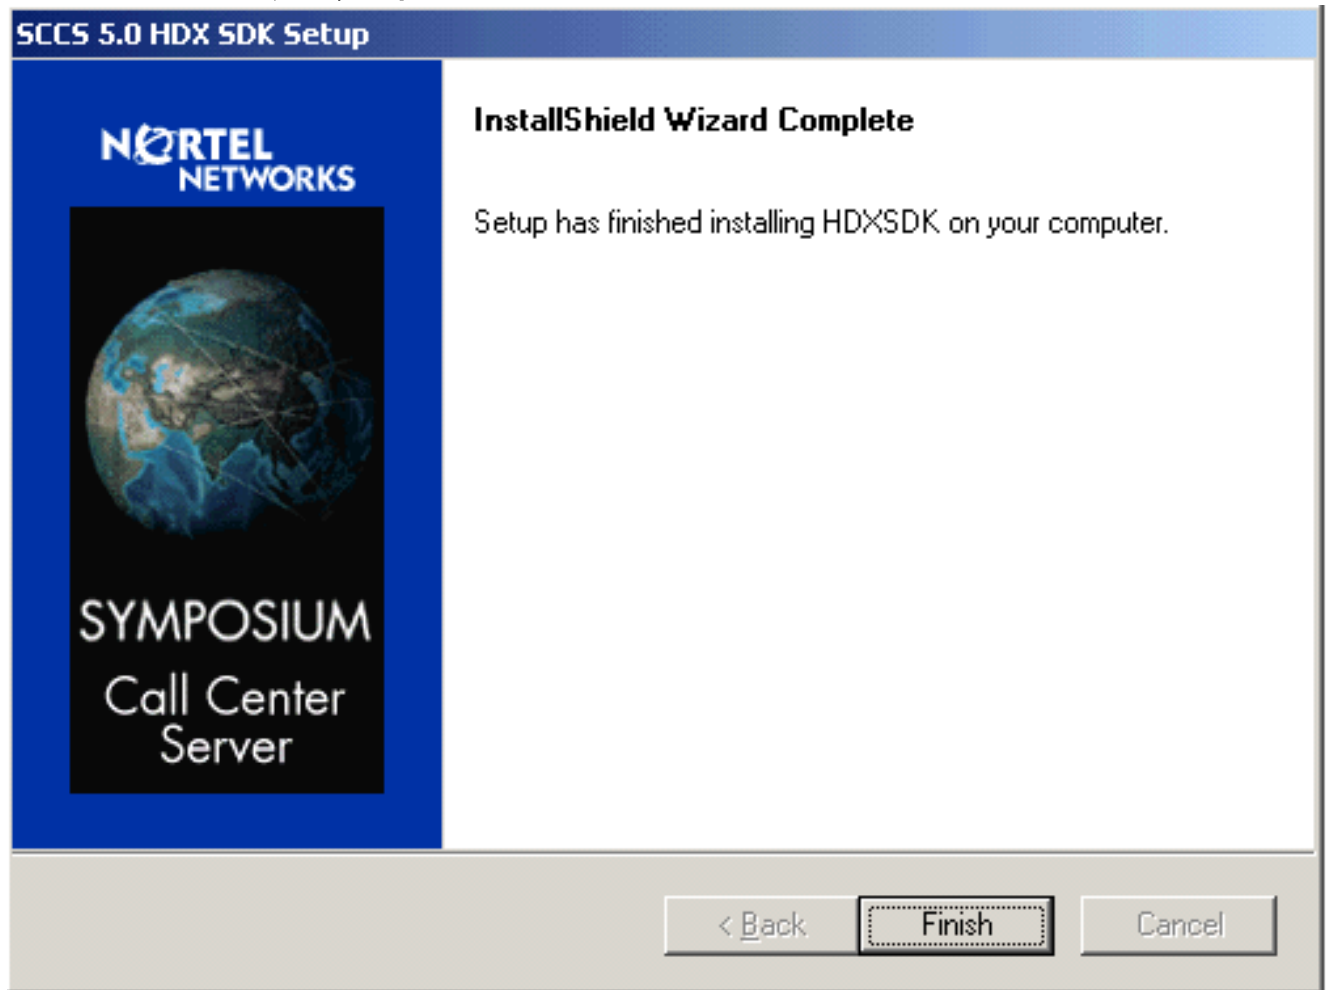 SCCS 5.0 HDX SDK Setup
NORTEL
NETWORKS
SYMPOSIUM
Call Center
Server
InstallShield Wizard Complete
Setup has finished installing HDXSDK on your computer.
< Back
Finish
Cancel